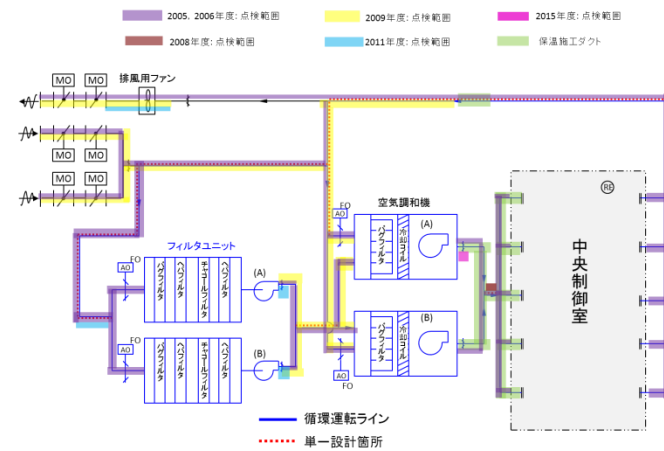 2005、2006年度: 点検範囲
2009年度: 点検範囲
2015年度: 点検範囲
2008年度: 点検範囲
2011年度: 点検範囲
保温施工ダクト
排風用ファン
MO
MO
MO
MO
MO
MO
空気調和機
RE
FO
AO
バグフィルタ
冷却コイル
(A)
中央制御室
フィルタユニット
FO
AO
バグフィルタ
ヘパフィルタ
チャコールフィルタ
ヘパフィルタ
(A)
FO
AO
バグフィルタ
ヘパフィルタ
チャコールフィルタ
ヘパフィルタ
(B)
バグフィルタ
冷却コイル
(B)
AO
FO
循環運転ライン
単一設計箇所